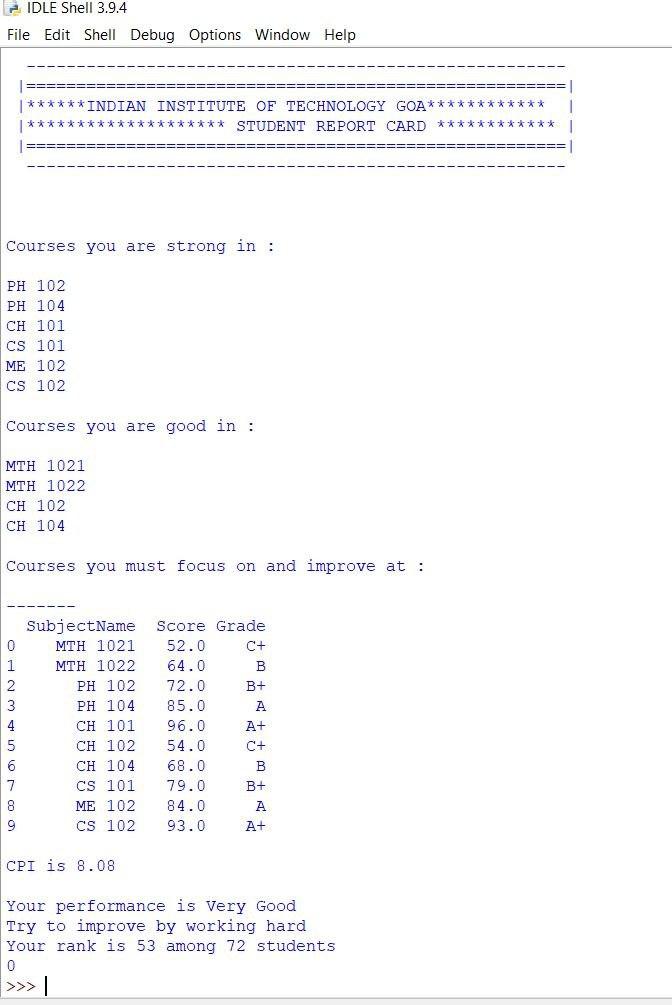 IDLE Shell 3.9.4
File Edit Shell Debug Options Window Help
------------------------------------------------------
|======================================================|
|******INDIAN INSTITUTE OF TECHNOLOGY GOA************  |
|******************** STUDENT REPORT CARD ************ |
|======================================================|
------------------------------------------------------
Courses you are strong in :
PH 102
PH 104
CH 101
CS 101
ME 102
CS 102
Courses you are good in :
MTH 1021
MTH 1022
CH 102
CH 104
Courses you must focus on and improve at :
-------
SubjectName Score Grade
0 MTH 1021 52.0 C+
1 MTH 1022 64.0 B
2 PH 102 72.0 B+
3 PH 104 85.0 A
4 CH 101 96.0 A+
5 CH 102 54.0 C+
6 CH 104 68.0 B
7 CS 101 79.0 B+
8 ME 102 84.0 A
9 CS 102 93.0 A+
CPI is 8.08
Your performance is Very Good
Try to improve by working hard
Your rank is 53 among 72 students
0
>>>